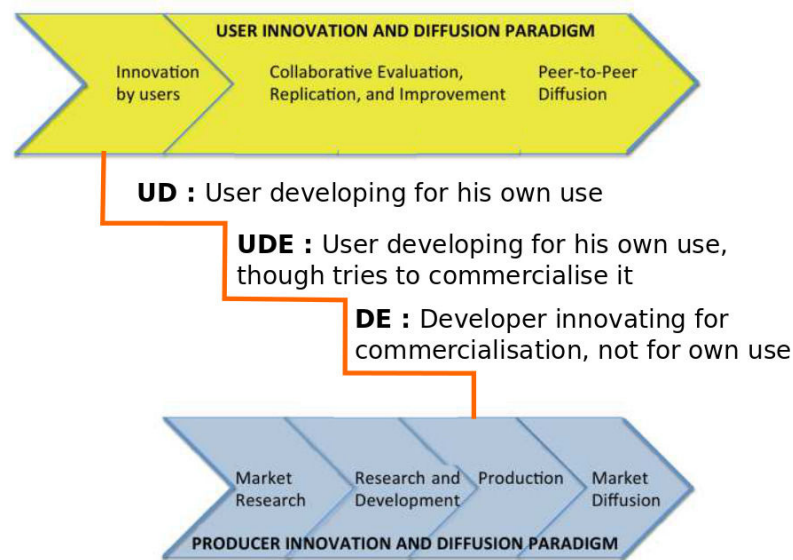 USER INNOVATION AND DIFFUSION PARADIGM
Innovation
by users
Collaborative Evaluation,
Replication, and Improvement
Peer-to-Peer
Diffusion
UD : User developing for his own use
UDE : User developing for his own use,
though tries to commercialise it
DE : Developer innovating for
commercialisation, not for own use
Market
Research
Research and
Development
Production
Market
Diffusion
PRODUCER INNOVATION AND DIFFUSION PARADIGM